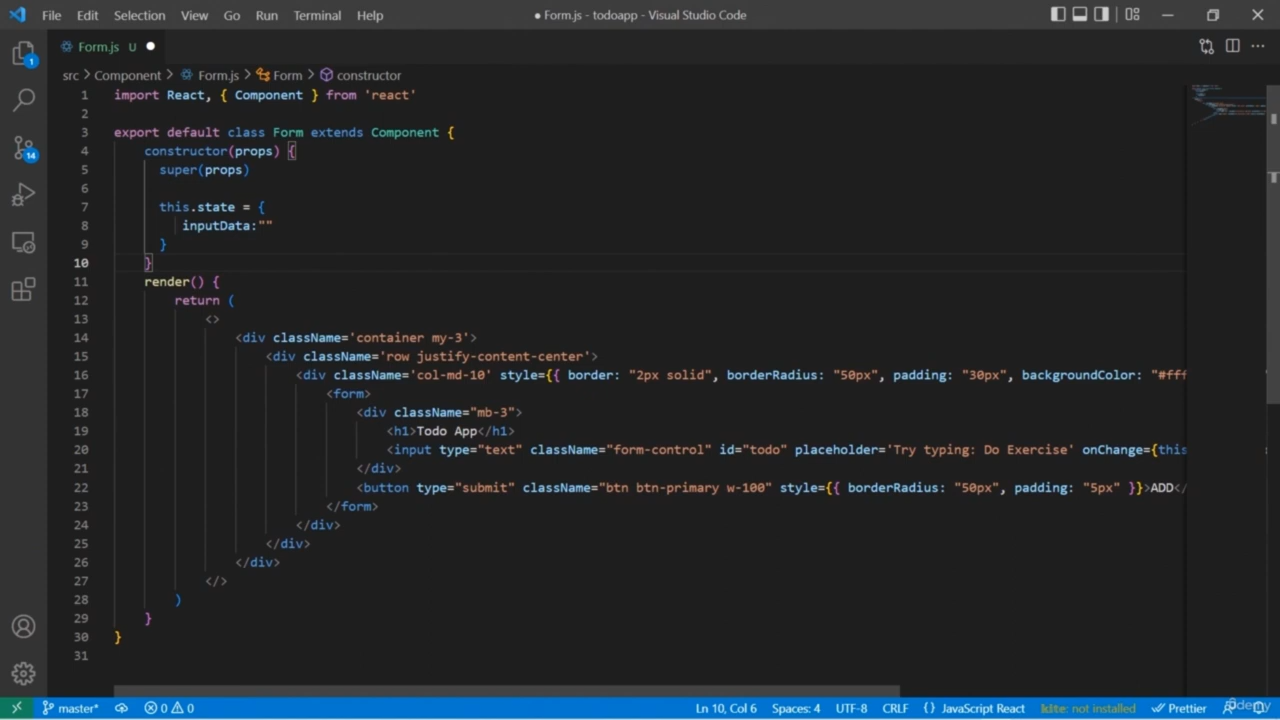 File Edit Selection View Go Run Terminal Help ● Form.js - todoapp - Visual Studio Code
Form.js U
src > Component > Form.js > Form > constructor
1 import React, { Component } from 'react'
2
3 export default class Form extends Component {
4 constructor(props) {
5 super(props)
6
7 this.state = {
8 inputData:""
9 }
10 }
11 render() {
12 return (
13 <>
14 <div className='container my-3'>
15 <div className='row justify-content-center'>
16 <div className='col-md-10' style={{ border: "2px solid", borderRadius: "50px", padding: "30px", backgroundColor: "#fff
17 <form>
18 <div className="mb-3">
19 <h1>Todo App</h1>
20 <input type="text" className="form-control" id="todo" placeholder='Try typing: Do Exercise' onChange={this
21 </div>
22 <button type="submit" className="btn btn-primary w-100" style={{ borderRadius: "50px", padding: "5px" }}>ADD</
23 </form>
24 </div>
25 </div>
26 </div>
27 </>
28 )
29 }
30 }
31
1
14
master* 0 0 Ln 10, Col 6 Spaces: 4 UTF-8 CRLF {} JavaScript React kite: not installed Prettier
Udemy